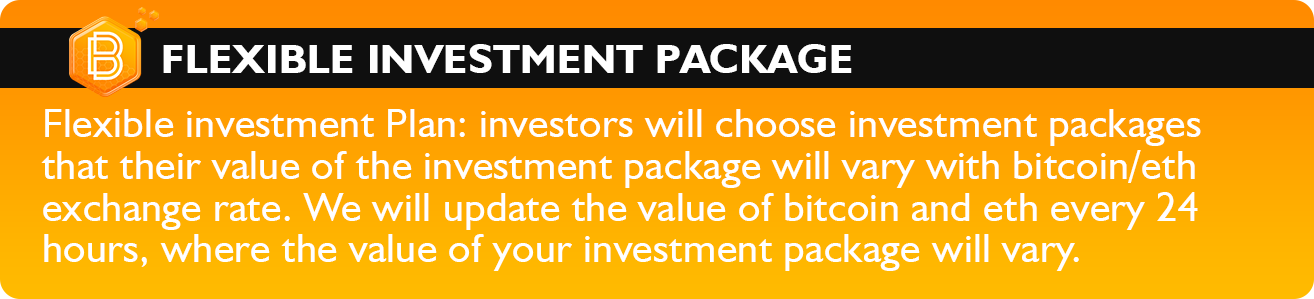 FLEXIBLE INVESTMENT PACKAGE
Flexible investment Plan: investors will choose investment packages
that their value of the investment package will vary with bitcoin/eth
exchange rate. We will update the value of bitcoin and eth every 24
hours, where the value of your investment package will vary.